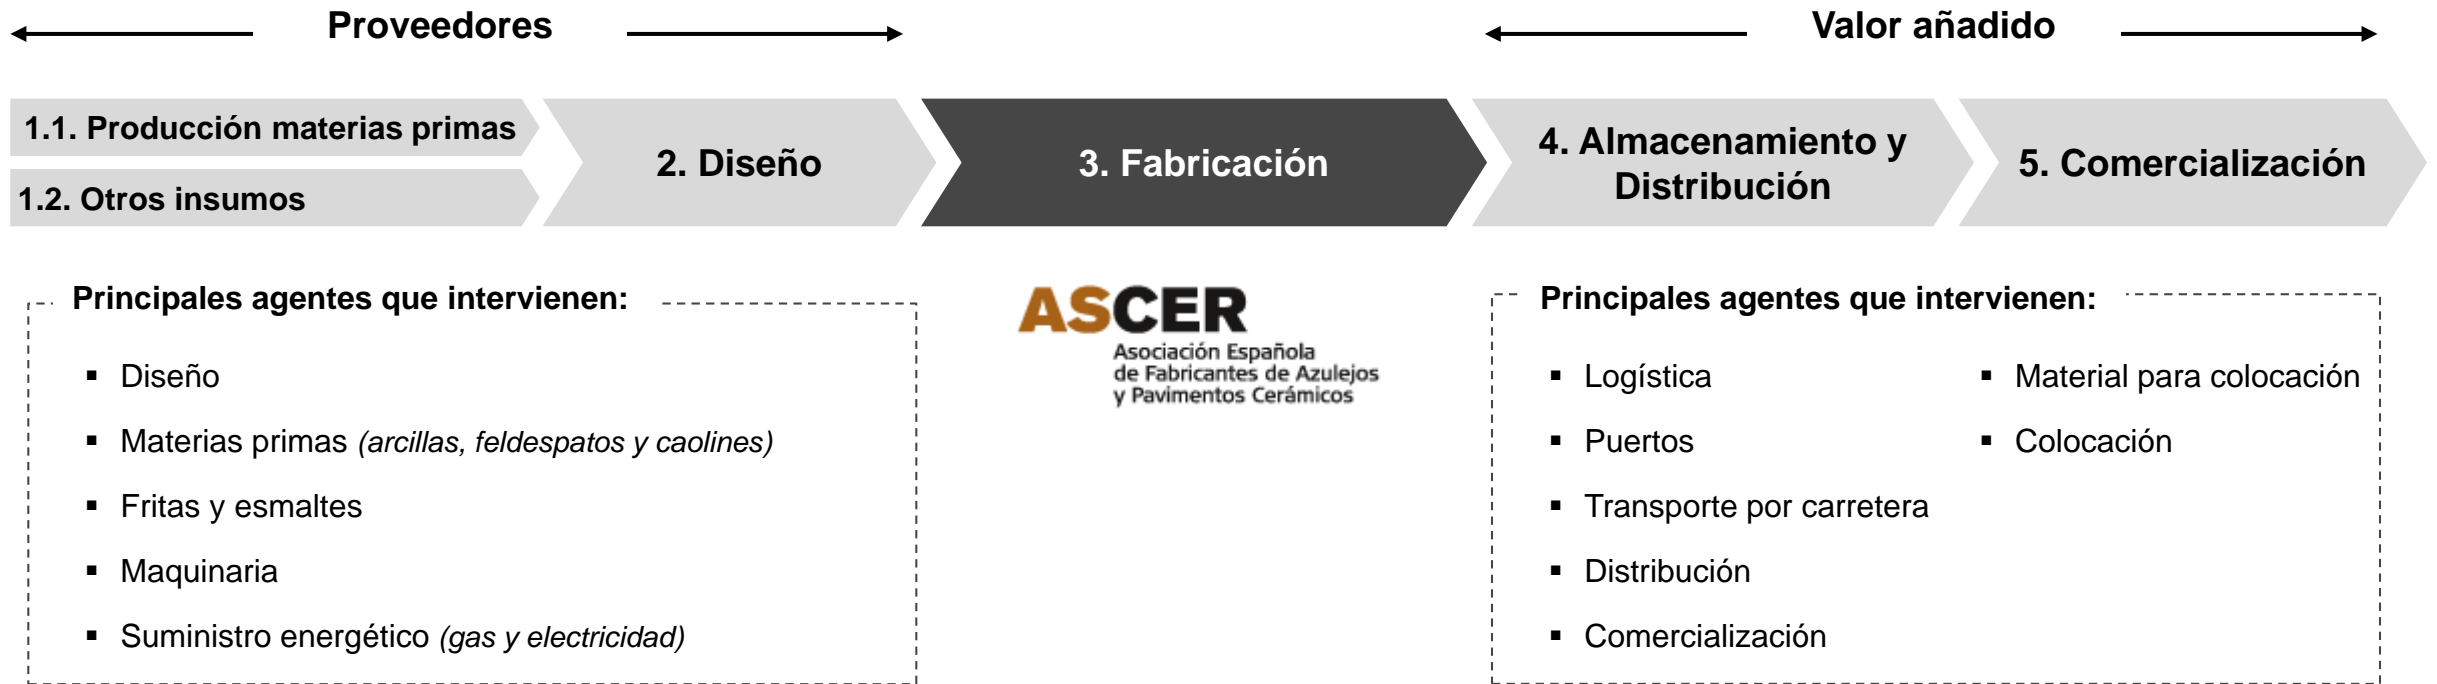 Proveedores
Valor añadido
1.1. Producción materias primas
1.2. Otros insumos
2. Diseño
3. Fabricación
4. Almacenamiento y
Distribución
5. Comercialización
Principales agentes que intervienen:
▪ Diseño
▪ Materias primas (arcillas, feldespatos y caolines)
▪ Fritas y esmaltes
▪ Maquinaria
▪ Suministro energético (gas y electricidad)
ASCER
Asociación Española
de Fabricantes de Azulejos
y Pavimentos Cerámicos
Principales agentes que intervienen:
▪ Logística
▪ Puertos
▪ Transporte por carretera
▪ Distribución
▪ Comercialización
▪ Material para colocación
▪ Colocación